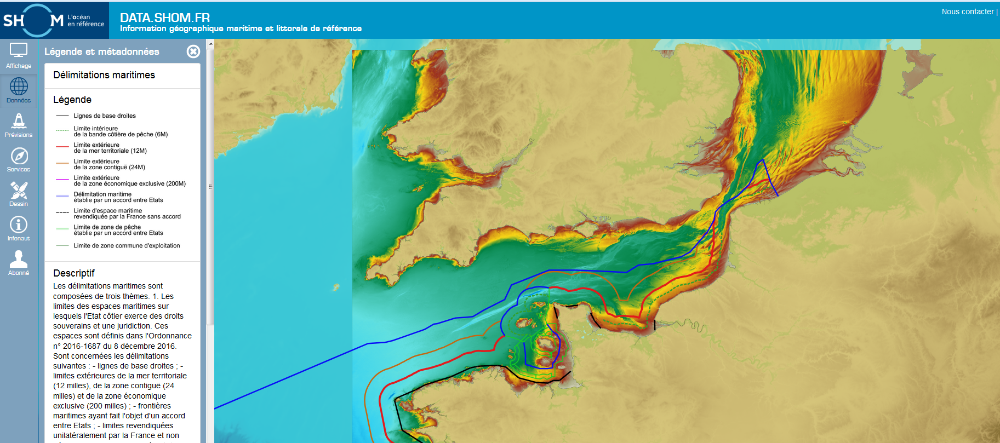 SHOM
L'océan
en référence
DATA.SHOM.FR
Information géographique maritime et littorale de référence
Nous contacter |
Affichage
Données
Prévisions
Services
Dessin
Infonaut
Abonné
Légende et métadonnées
Délimitations maritimes
Légende
Lignes de base droites
Limite intérieure
de la bande côtière de pêche (6M)
Limite extérieure
de la mer territoriale (12M)
Limite extérieure
de la zone contiguë (24M)
Limite extérieure
de la zone économique exclusive (200M)
Délimitation maritime
établie par un accord entre Etats
Limite d'espace maritime
revendiquée par la France sans accord
Limite de zone de pêche
établie par un accord entre Etats
Limite de zone commune d'exploitation
Descriptif
Les délimitations maritimes sont
composées de trois thèmes. 1. Les
limites des espaces maritimes sur
lesquels l'Etat côtier exerce des droits
souverains et une juridiction. Ces
espaces sont définis dans l'Ordonnance
n° 2016-1687 du 8 décembre 2016.
Sont concernées les délimitations
suivantes : - lignes de base droites ; -
limites extérieures de la mer territoriale
(12 milles), de la zone contiguë (24
milles) et de la zone économique
exclusive (200 milles) ; - frontières
maritimes ayant fait l'objet d'un accord
entre Etats ; - limites revendiquées
unilatéralement par la France et non